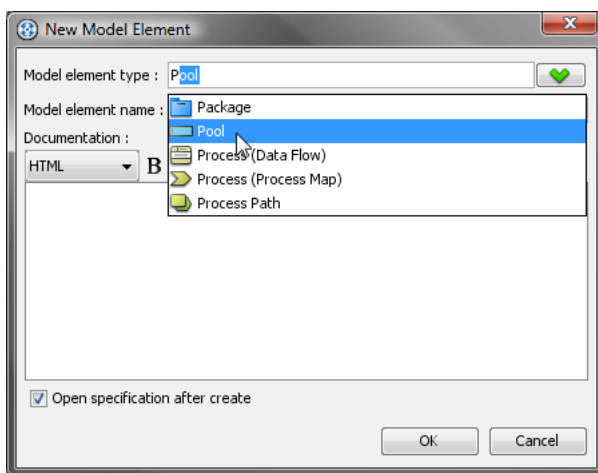 New Model Element
Model element type : Pool
Model element name :
Package
Documentation :
Pool
HTML B
Process (Data Flow)
Process (Process Map)
Process Path
Open specification after create
OK Cancel